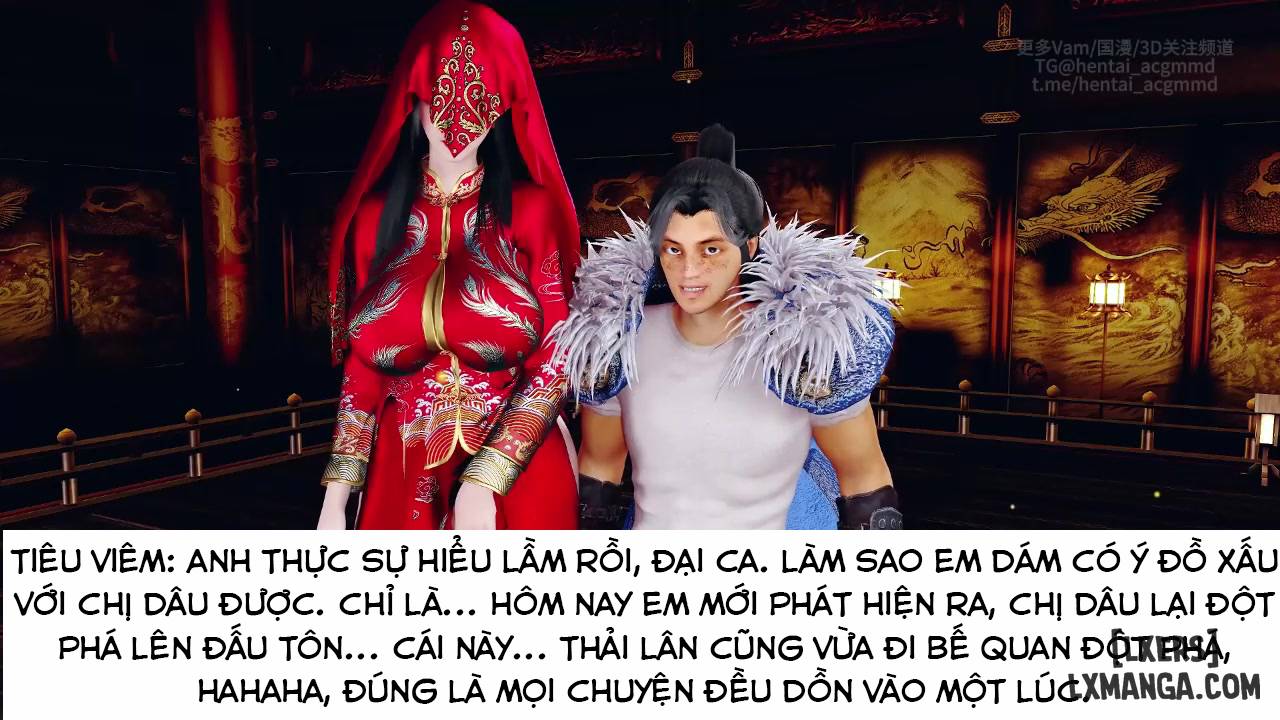 更多Vam/国漫/3D关注频道
TG@hentai_acgmmd
t.me/hentai_acgmmd
TIÊU VIÊM: ANH THỰC SỰ HIỂU LẦM RỒI, ĐẠI CA. LÀM SAO EM DÁM CÓ Ý ĐỒ XẤU
VỚI CHỊ DÂU ĐƯỢC. CHỈ LÀ... HÔM NAY EM MỚI PHÁT HIỆN RA, CHỊ DÂU LẠI ĐỘT
PHÁ LÊN ĐẤU TÔN... CÁI NÀY... THẢI LÂN CŨNG VỪA ĐI BẾ QUAN ĐỘT PHÁ,
HAHAHA, ĐÚNG LÀ MỌI CHUYỆN ĐỀU DỒN VÀO MỘT LÚC.
[LXERS]
LXMANGA.COM